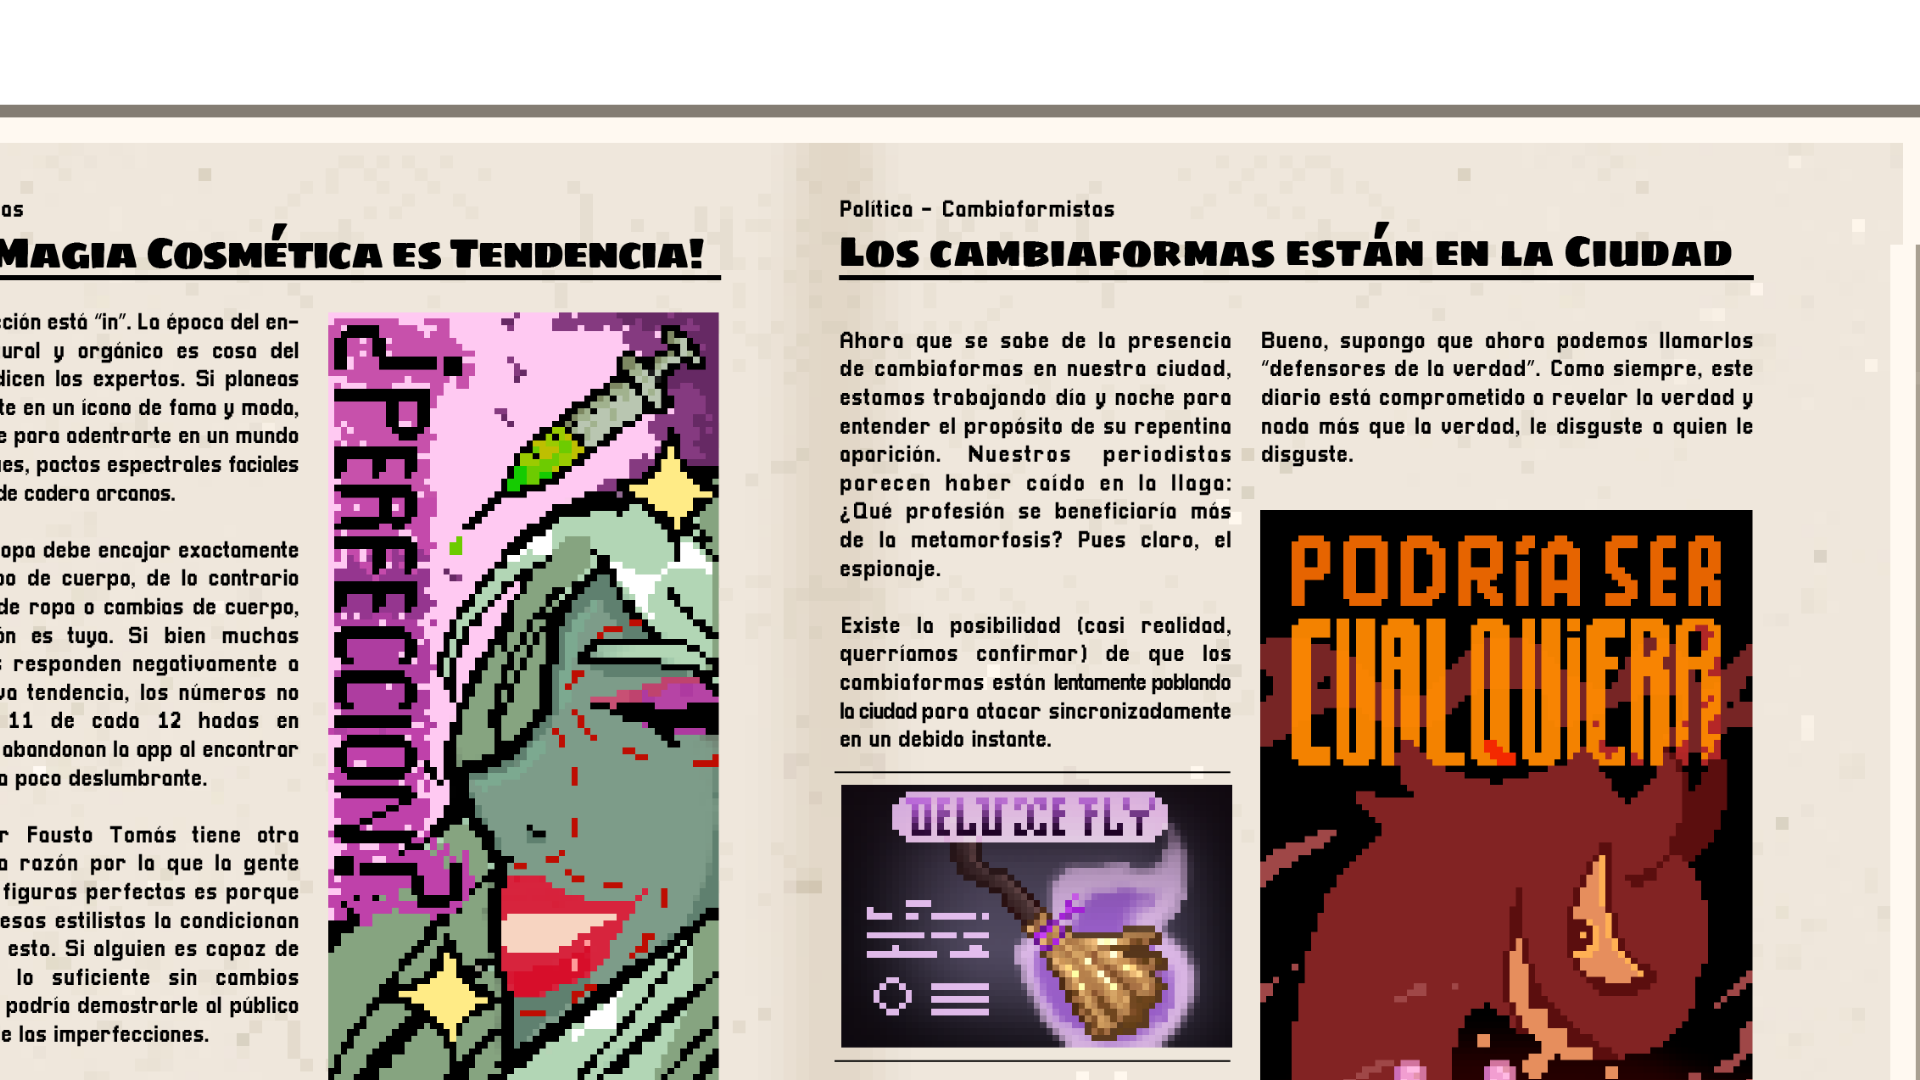 as
Magia Cosmética es Tendencia!
cción está “in”. La época del en-
ural y orgánico es cosa del
dicen los expertos. Si planeas
te en un ícono de fama y moda,
e para adentrarte en un mundo
ues, pactos espectrales faciales
de cadera arcanos.
opa debe encajar exactamente
po de cuerpo, de lo contrario
de ropa o cambias de cuerpo,
ón es tuya. Si bien muchas
s responden negativamente a
va tendencia, los números no
11 de cada 12 hadas en
abandonan la app al encontrar
a poco deslumbrante.
r Fausto Tomás tiene otra
a razón por la que la gente
figuras perfectas es porque
esas estilistas la condicionan
esto. Si alguien es capaz de
lo suficiente sin cambios
podría demostrarle al público
e las imperfecciones.
¿PERFECCIÓN?
Política - Cambiaformistas
Los cambiaformas están en la Ciudad
Ahora que se sabe de la presencia
de cambiaformas en nuestra ciudad,
estamos trabajando día y noche para
entender el propósito de su repentina
aparición. Nuestros periodistas
parecen haber caído en la llaga:
¿Qué profesión se beneficiaría más
de la metamorfosis? Pues claro, el
espionaje.
Existe la posibilidad (casi realidad,
querríamos confirmar) de que los
cambiaformas están lentamente poblando
la ciudad para atacar sincronizadamente
en un debido instante.
FLY
Bueno, supongo que ahora podemos llamarlos
“defensores de la verdad”. Como siempre, este
diario está comprometido a revelar la verdad y
nada más que la verdad, le disguste a quien le
disguste.
PODRÍA SER
CUALQUIERA